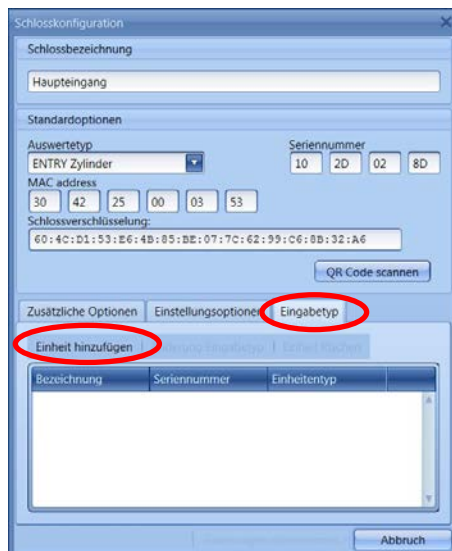 Schlosskonfiguration
Schlossbezeichnung
Haupteingang
Standardoptionen
Auswertetyp Seriennummer
ENTRY Zylinder 10 2D 02 8D
MAC address
30 42 25 00 03 53
Schlossverschlüsselung:
60:4C:D1:53:E6:4B:85:BE:07:7C:62:99:C6:8B:32:A6
QR Code scannen
Zusätzliche Optionen Einstellungsoptionen Eingabetyp
Einheit hinzufügen Einheit löschen
Bezeichnung Seriennummer Einheitentyp
Abbruch